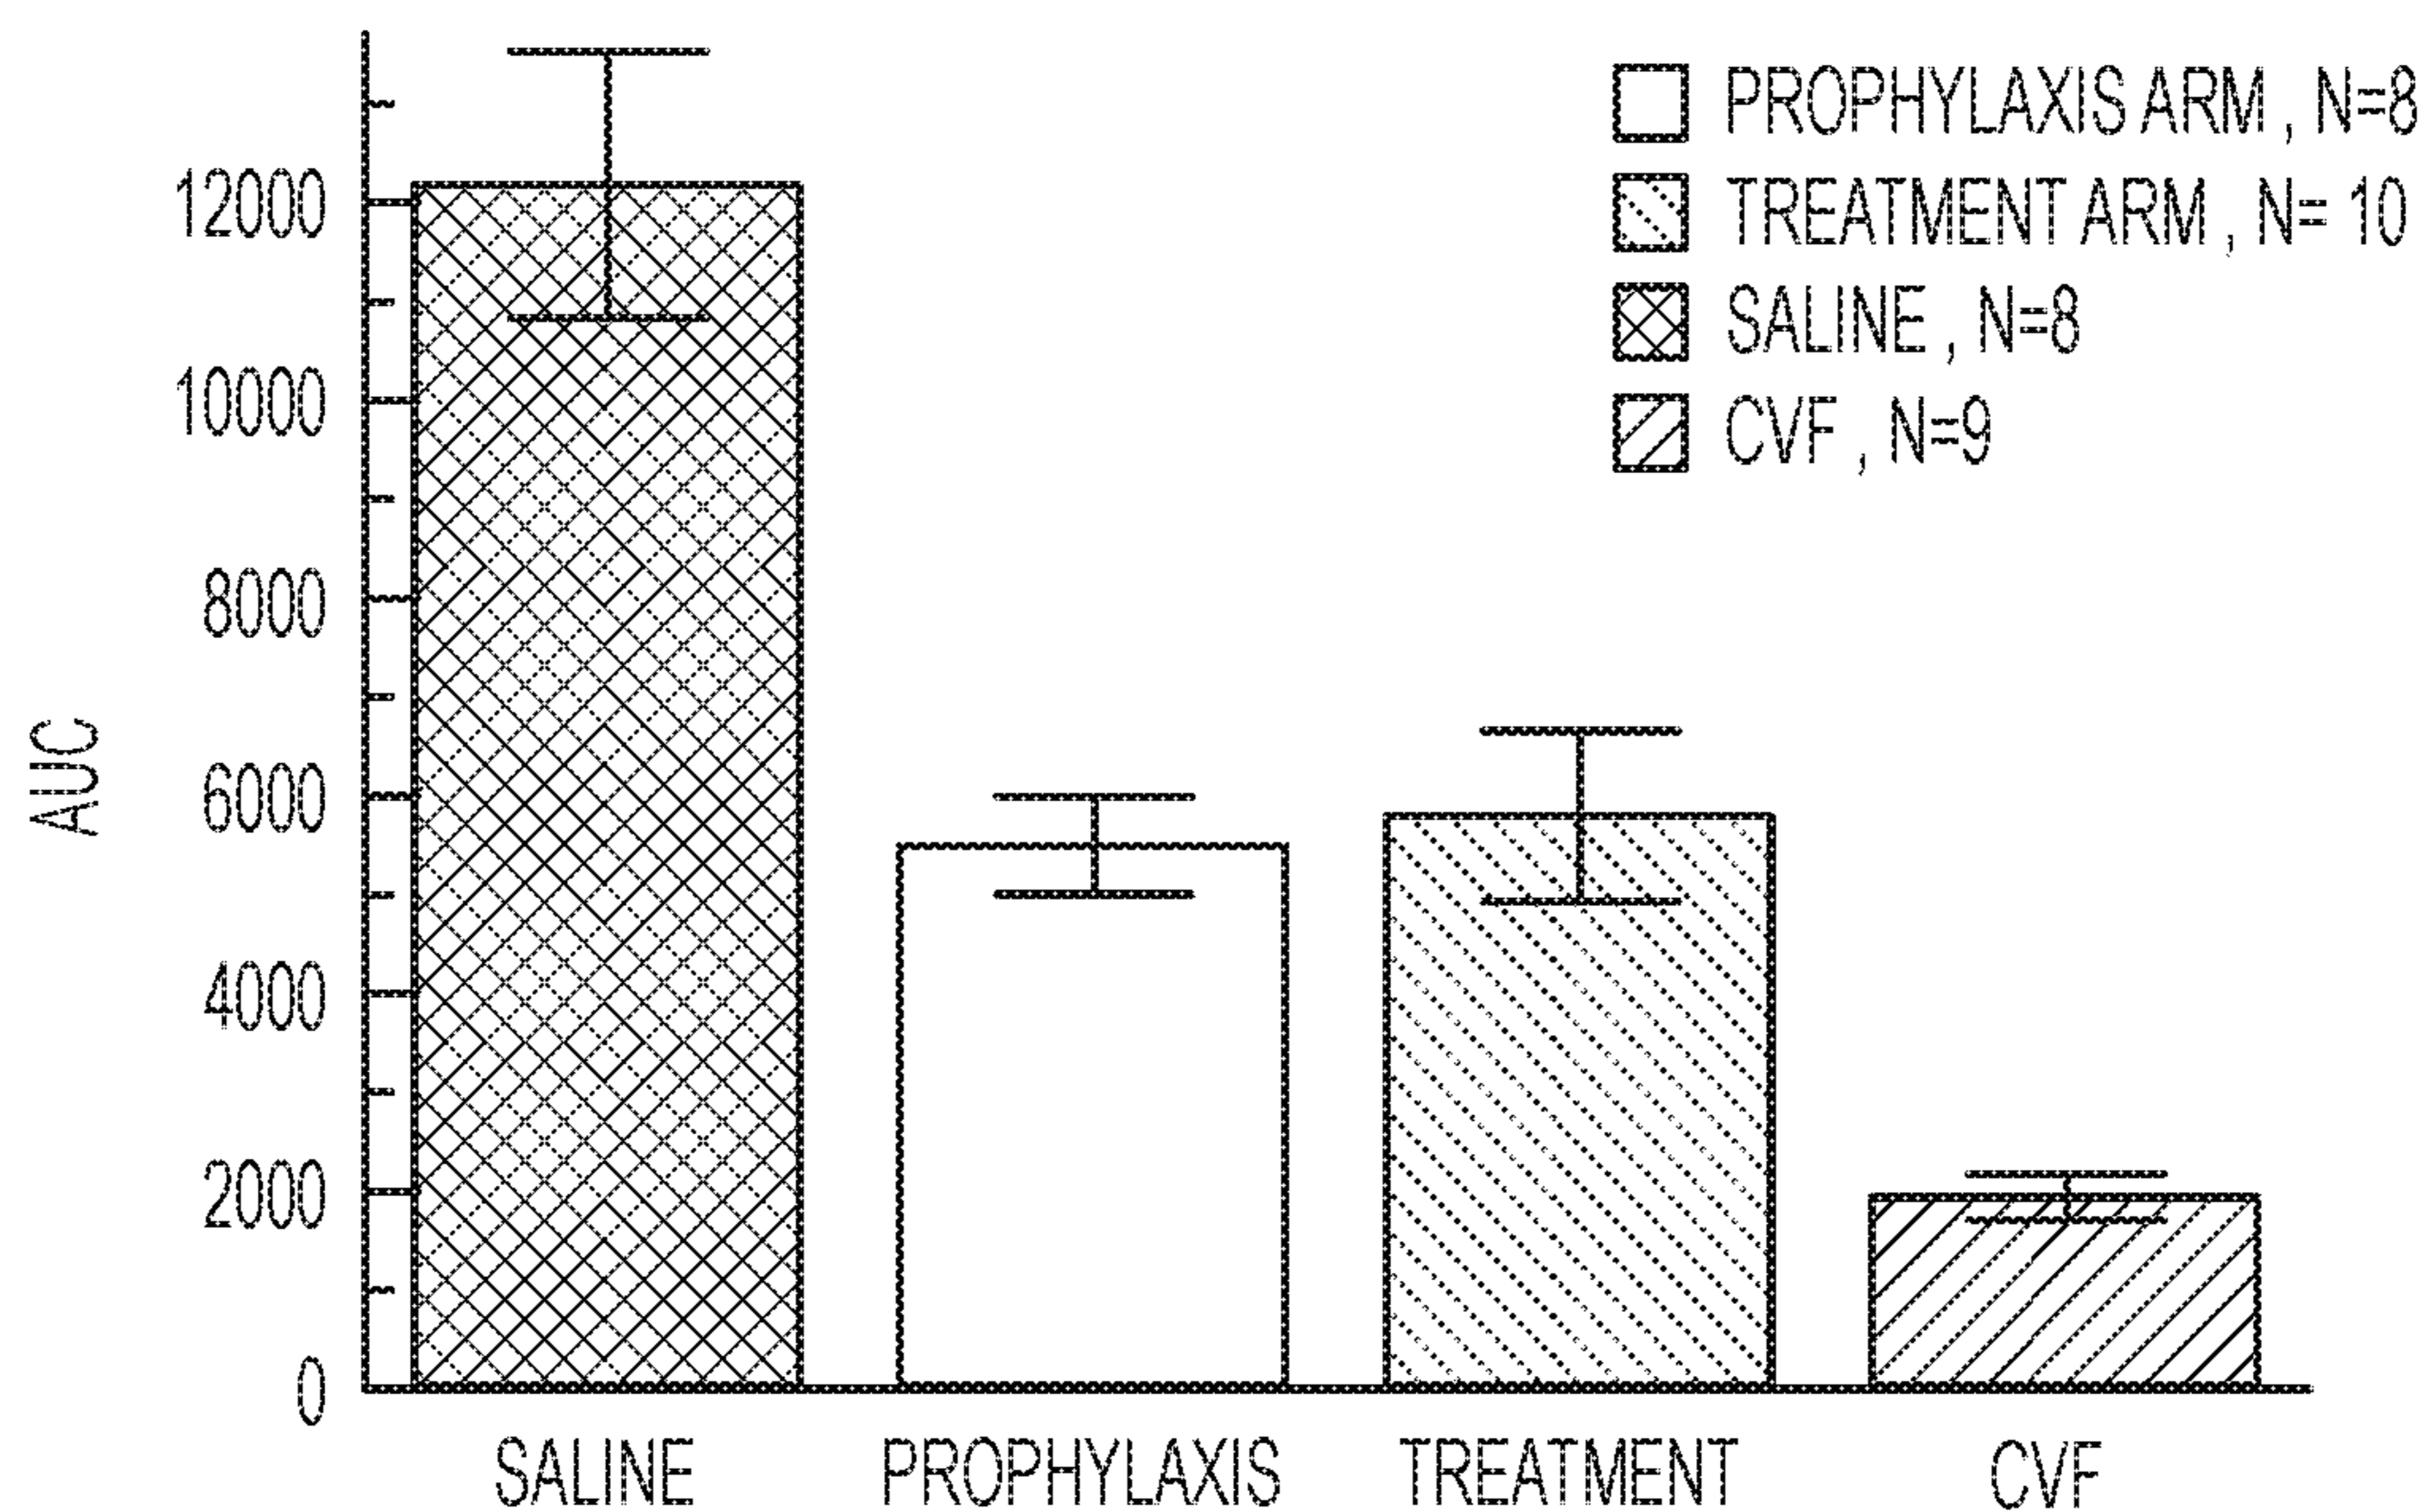 PROPHYLAXIS ARM , N=8
TREATMENT ARM , N= 10
SALINE , N=8
CVF , N=9
12000
10000
8000
6000
4000
2000
0
AUC
SALINE PROPHYLAXIS TREATMENT CVF